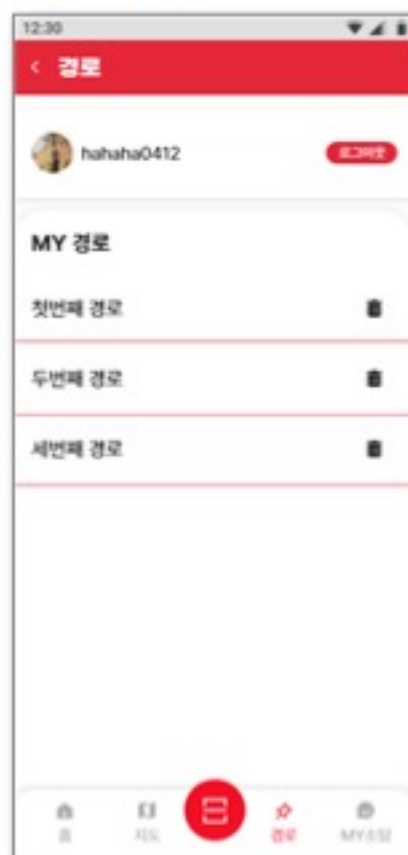 12:30
경로
hahaha0412
로그아웃
MY 경로
첫번째 경로
두번째 경로
세번째 경로
홈
지도
경로
MY소담